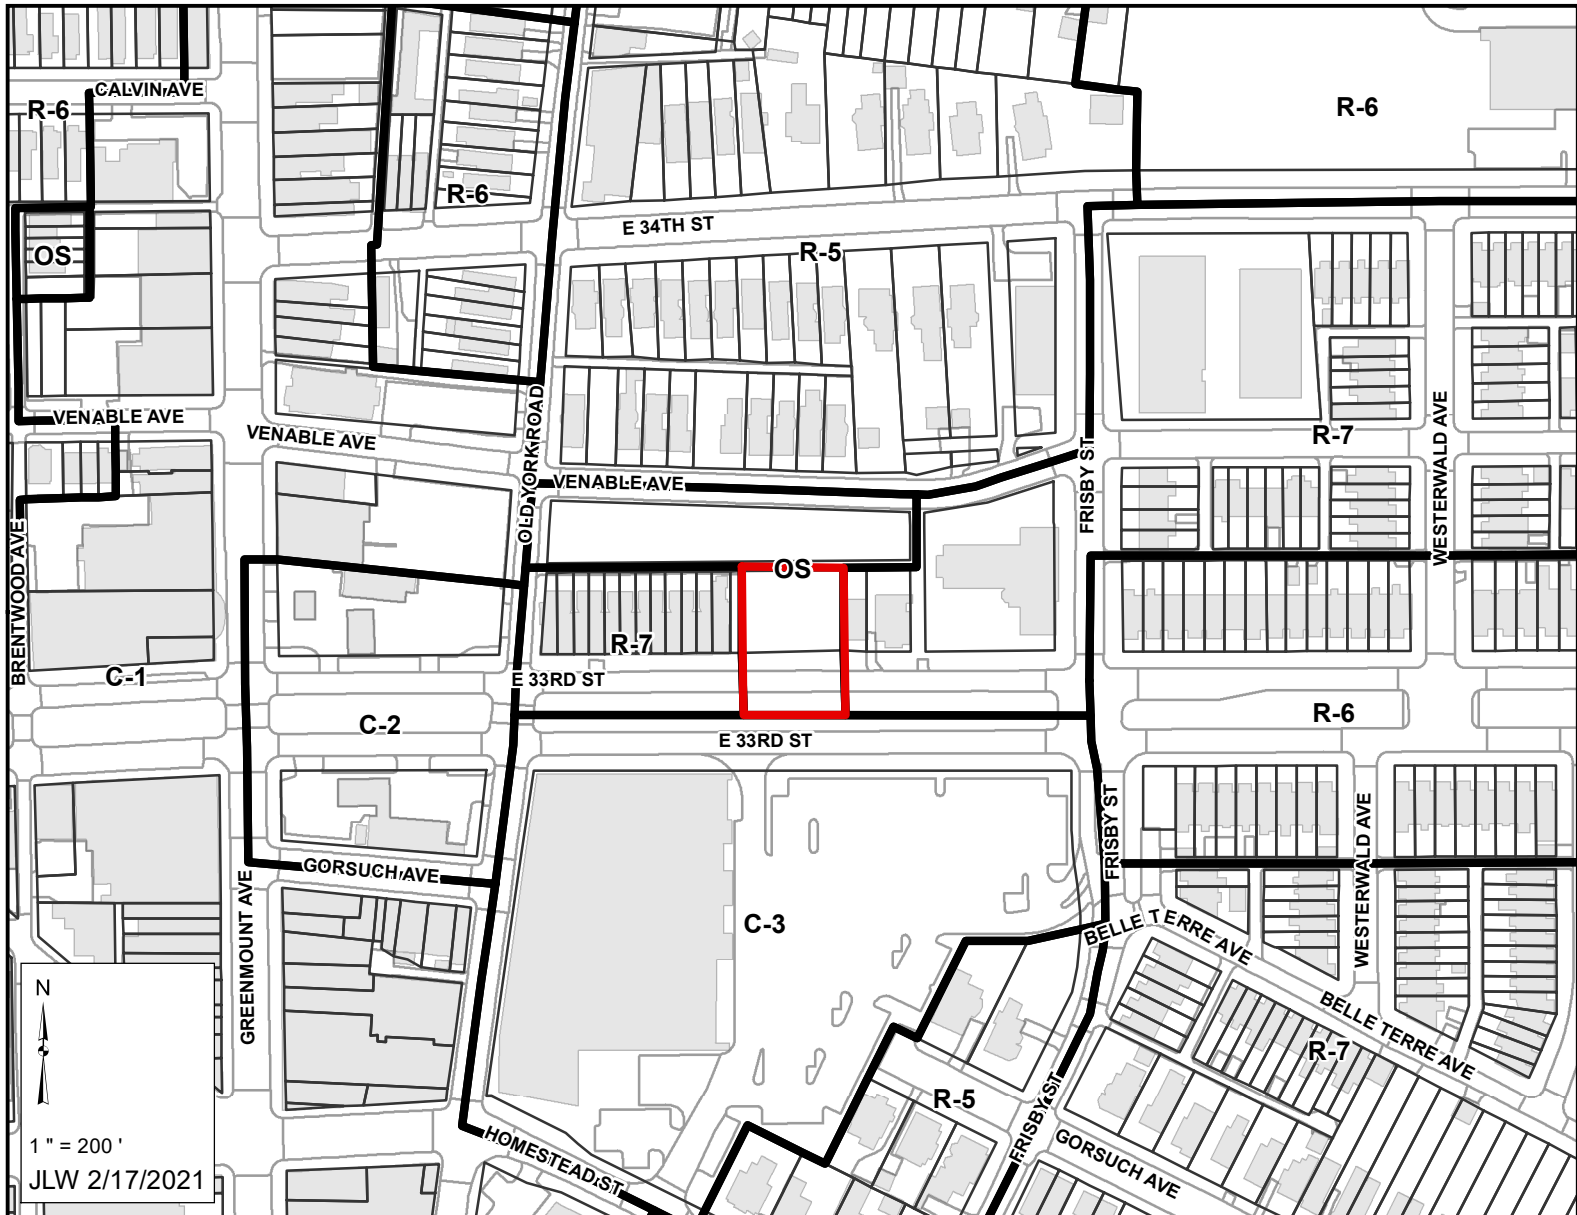 CALVIN AVE
R-6
R-6
R-6
E 34TH ST
R-5
OS
VENABLE AVE
VENABLE AVE
OLD YORK ROAD
VENABLE AVE
FRISBY ST
R-7
WESTERWALD AVE
BRENTWOOD AVE
OS
R-7
E 33RD ST
C-1
C-2
R-6
E 33RD ST
GORSUCH AVE
GREENMOUNT AVE
FRISBY ST
WESTERWALD AVE
C-3
BELLE TERRE AVE
BELLE TERRE AVE
R-7
R-5
FRISBY ST
GORSUCH AVE
HOMESTEAD ST
N
1 " = 200 '
JLW 2/17/2021